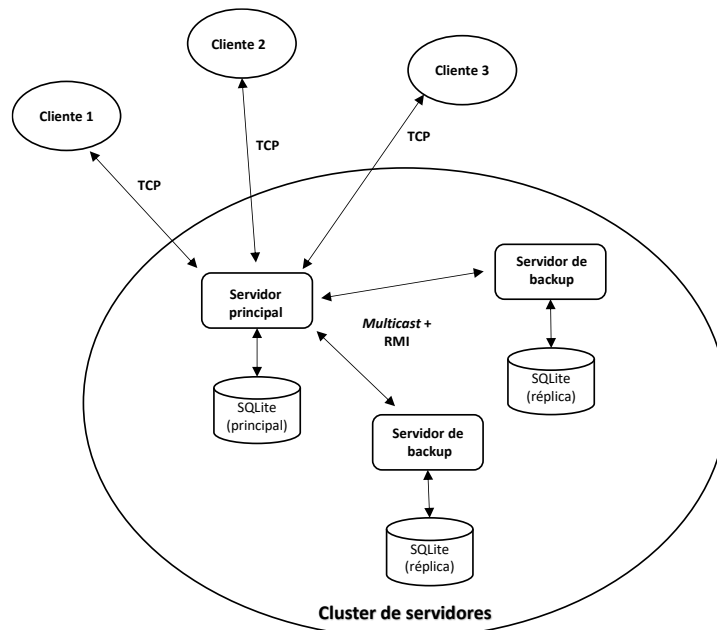 Cliente 2
Cliente 3
Cliente 1
TCP
TCP
TCP
Servidor
principal
Servidor de
backup
Multicast +
RMI
SQLite
(principal)
SQLite
(réplica)
Servidor de
backup
SQLite
(réplica)
Cluster de servidores